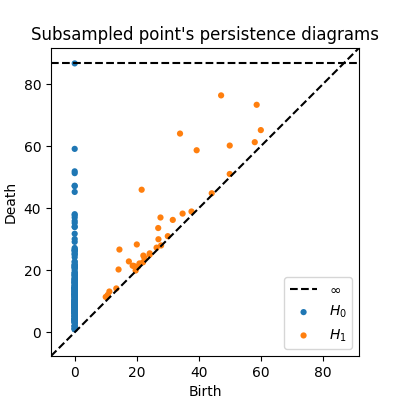 Subsampled point's persistence diagrams
Death
80
60
40
20
0
0 20 40 60 80
Birth
∞
H₀
H₁